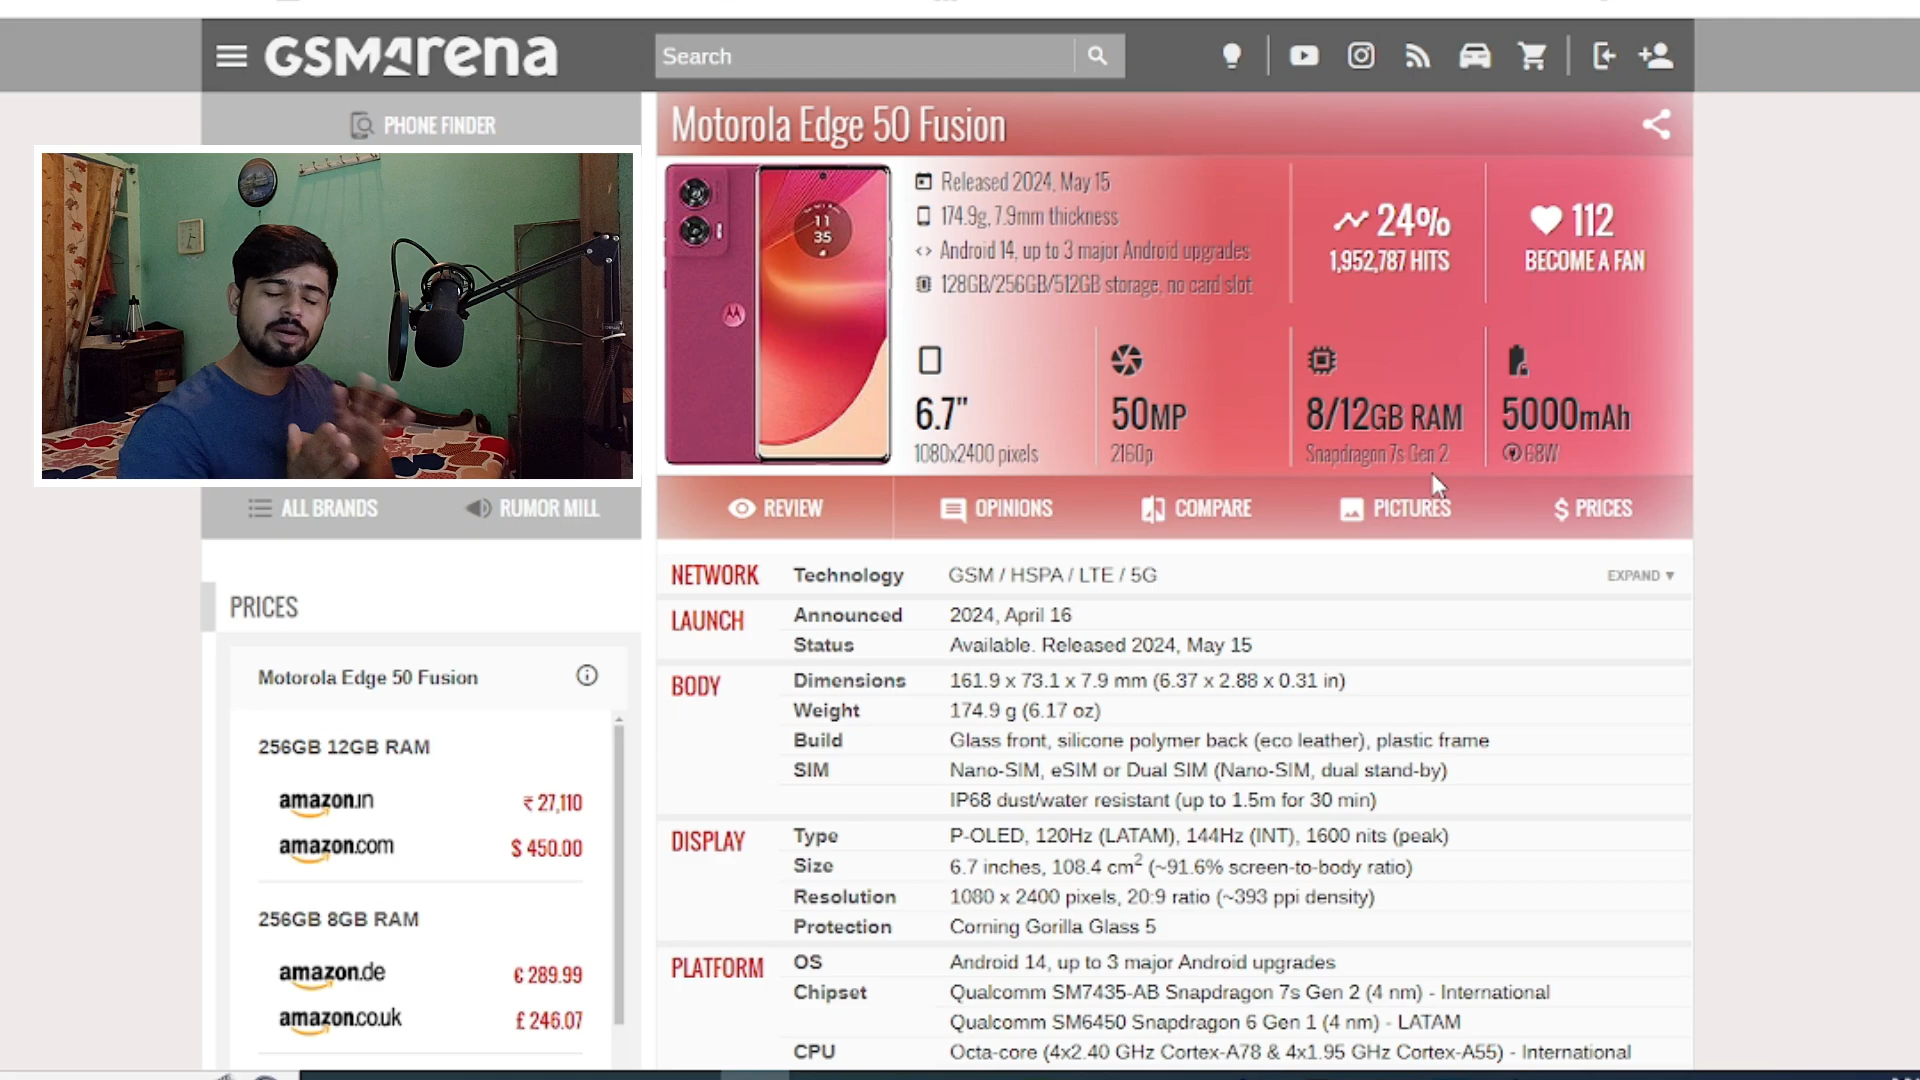 GSMArena
Search
PHONE FINDER
Motorola Edge 50 Fusion
11
35
Released 2024, May 15
174.9g, 7.9mm thickness
Android 14, up to 3 major Android upgrades
128GB/256GB/512GB storage, no card slot
24%
1,952,787 HITS
112
BECOME A FAN
6.7"
1080x2400 pixels
50MP
2160p
8/12GB RAM
Snapdragon 7s Gen 2
5000mAh
68W
ALL BRANDS
RUMOR MILL
REVIEW
OPINIONS
COMPARE
PICTURES
PRICES
PRICES
Motorola Edge 50 Fusion
256GB 12GB RAM
amazon.in ₹ 27,110
amazon.com $ 450.00
256GB 8GB RAM
amazon.de € 289.99
amazon.co.uk £ 246.07
NETWORK Technology GSM / HSPA / LTE / 5G EXPAND ▼
LAUNCH Announced 2024, April 16
Status Available. Released 2024, May 15
BODY Dimensions 161.9 x 73.1 x 7.9 mm (6.37 x 2.88 x 0.31 in)
Weight 174.9 g (6.17 oz)
Build Glass front, silicone polymer back (eco leather), plastic frame
SIM Nano-SIM, eSIM or Dual SIM (Nano-SIM, dual stand-by)
IP68 dust/water resistant (up to 1.5m for 30 min)
DISPLAY Type P-OLED, 120Hz (LATAM), 144Hz (INT), 1600 nits (peak)
Size 6.7 inches, 108.4 cm2 (~91.6% screen-to-body ratio)
Resolution 1080 x 2400 pixels, 20:9 ratio (~393 ppi density)
Protection Corning Gorilla Glass 5
PLATFORM OS Android 14, up to 3 major Android upgrades
Chipset Qualcomm SM7435-AB Snapdragon 7s Gen 2 (4 nm) - International
Qualcomm SM6450 Snapdragon 6 Gen 1 (4 nm) - LATAM
CPU Octa-core (4x2.40 GHz Cortex-A78 & 4x1.95 GHz Cortex-A55) - International